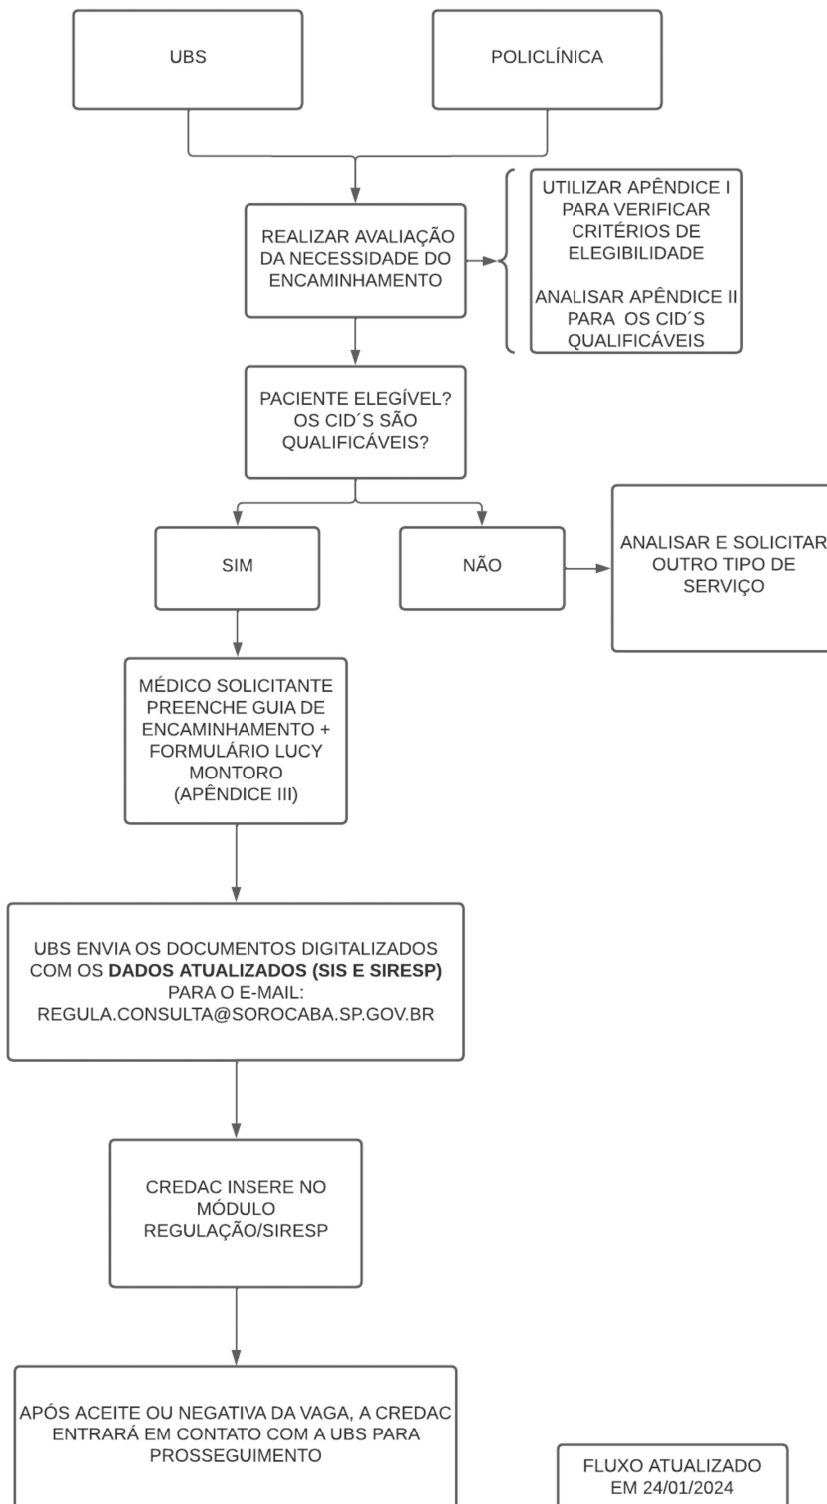 UBS
POLICLÍNICA
REALIZAR AVALIAÇÃO
DA NECESSIDADE DO
ENCAMINHAMENTO
UTILIZAR APÊNDICE I
PARA VERIFICAR
CRITÉRIOS DE
ELEGIBILIDADE
ANALISAR APÊNDICE II
PARA OS CID´S
QUALIFICÁVEIS
PACIENTE ELEGÍVEL?
OS CID´S SÃO
QUALIFICÁVEIS?
SIM
NÃO
ANALISAR E SOLICITAR
OUTRO TIPO DE
SERVIÇO
MÉDICO SOLICITANTE
PREENCHE GUIA DE
ENCAMINHAMENTO +
FORMULÁRIO LUCY
MONTORO
(APÊNDICE III)
UBS ENVIA OS DOCUMENTOS DIGITALIZADOS
COM OS DADOS ATUALIZADOS (SIS E SIRESP)
PARA O E-MAIL:
REGULA.CONSULTA@SOROCABA.SP.GOV.BR
CREDAC INSERE NO
MÓDULO
REGULAÇÃO/SIRESP
APÓS ACEITE OU NEGATIVA DA VAGA, A CREDAC
ENTRARÁ EM CONTATO COM A UBS PARA
PROSSEGUIMENTO
FLUXO ATUALIZADO
EM 24/01/2024